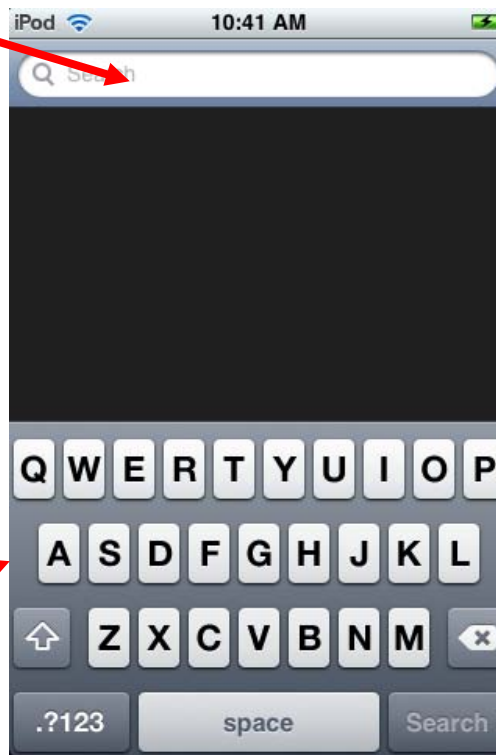 iPod 10:41 AM
Search
Q W E R T Y U I O P
A S D F G H J K L
Z X C V B N M
.?123 space Search